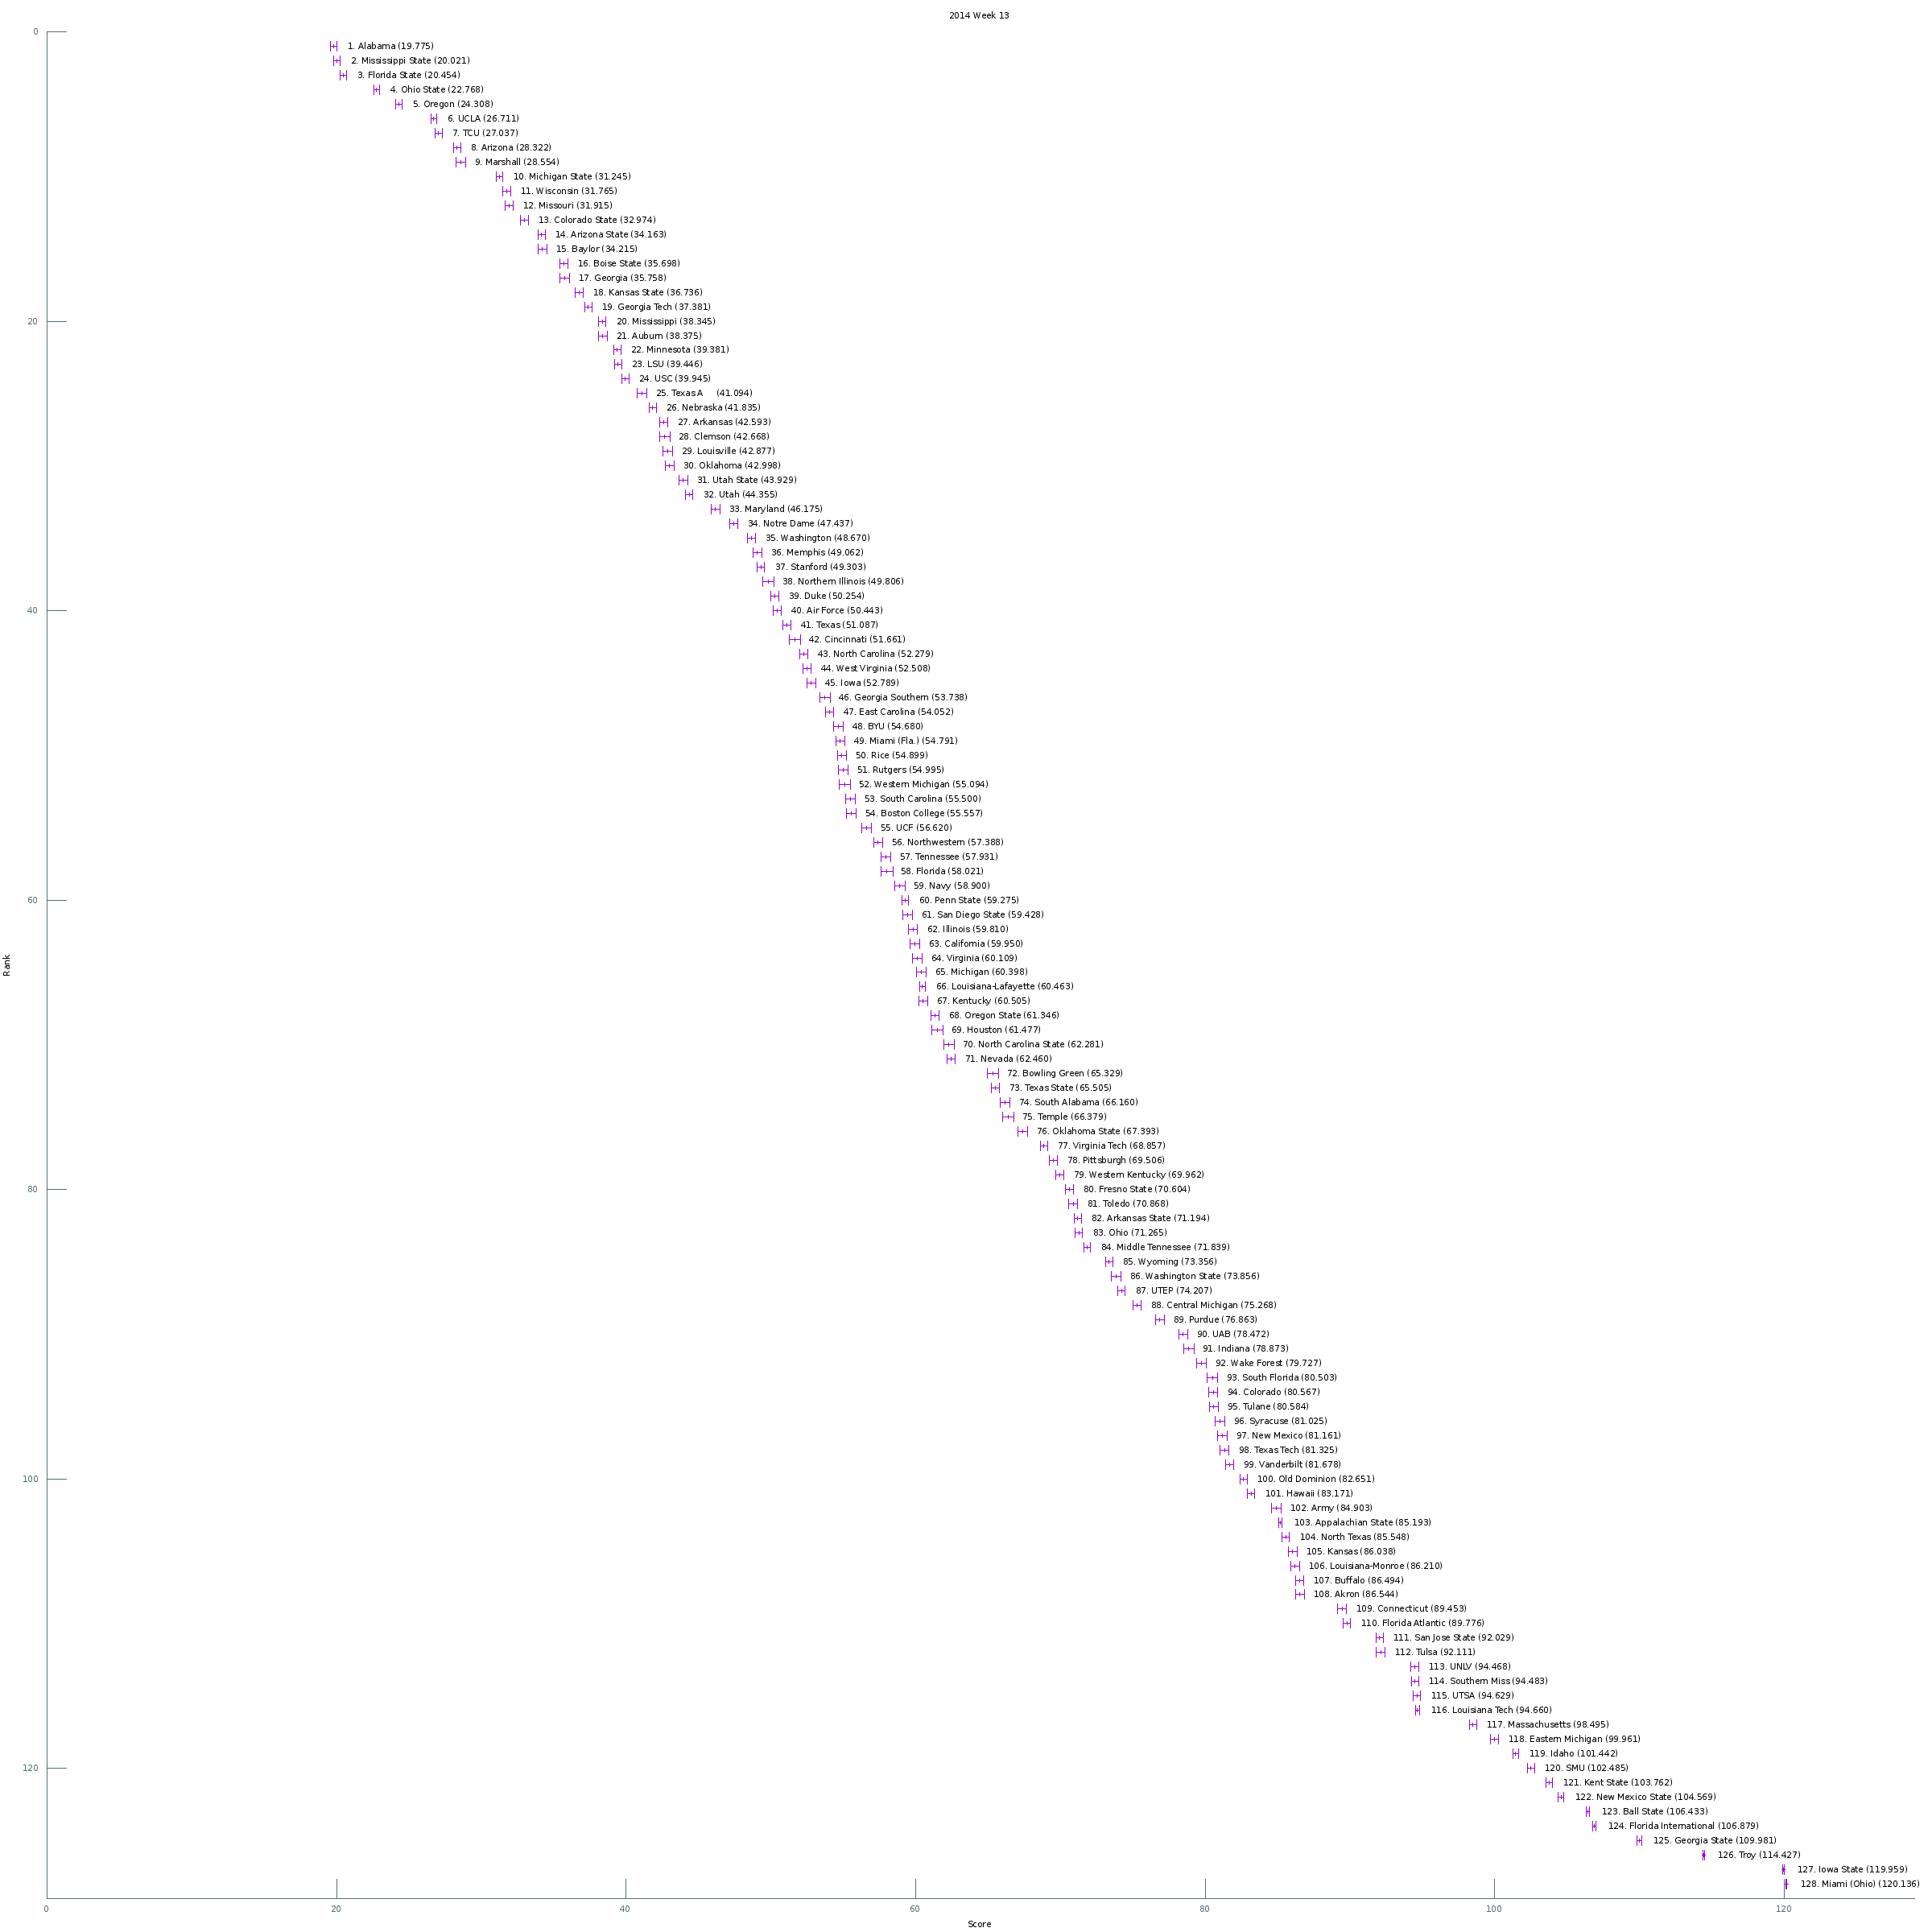 2014 Week 13
0
1. Alabama (19.775)
2. Mississippi State (20.021)
3. Florida State (20.454)
4. Ohio State (22.768)
5. Oregon (24.308)
6. UCLA (26.711)
7. TCU (27.037)
8. Arizona (28.322)
9. Marshall (28.554)
10. Michigan State (31.245)
11. Wisconsin (31.765)
12. Missouri (31.915)
13. Colorado State (32.974)
14. Arizona State (34.163)
15. Baylor (34.215)
16. Boise State (35.698)
17. Georgia (35.758)
18. Kansas State (36.736)
19. Georgia Tech (37.381)
20
20. Mississippi (38.345)
21. Auburn (38.375)
22. Minnesota (39.381)
23. LSU (39.446)
24. USC (39.945)
25. Texas A (41.094)
26. Nebraska (41.835)
27. Arkansas (42.593)
28. Clemson (42.668)
29. Louisville (42.877)
30. Oklahoma (42.998)
31. Utah State (43.929)
32. Utah (44.355)
33. Maryland (46.175)
34. Notre Dame (47.437)
35. Washington (48.670)
36. Memphis (49.062)
37. Stanford (49.303)
38. Northern Illinois (49.806)
39. Duke (50.254)
40
40. Air Force (50.443)
41. Texas (51.087)
42. Cincinnati (51.661)
43. North Carolina (52.279)
44. West Virginia (52.508)
45. Iowa (52.789)
46. Georgia Southern (53.738)
47. East Carolina (54.052)
48. BYU (54.680)
49. Miami (Fla.) (54.791)
50. Rice (54.899)
51. Rutgers (54.995)
52. Western Michigan (55.094)
53. South Carolina (55.500)
54. Boston College (55.557)
55. UCF (56.620)
56. Northwestern (57.388)
57. Tennessee (57.931)
58. Florida (58.021)
59. Navy (58.900)
60
60. Penn State (59.275)
61. San Diego State (59.428)
62. Illinois (59.810)
63. California (59.950)
64. Virginia (60.109)
Rank
65. Michigan (60.398)
66. Louisiana-Lafayette (60.463)
67. Kentucky (60.505)
68. Oregon State (61.346)
69. Houston (61.477)
70. North Carolina State (62.281)
71. Nevada (62.460)
72. Bowling Green (65.329)
73. Texas State (65.505)
74. South Alabama (66.160)
75. Temple (66.379)
76. Oklahoma State (67.393)
77. Virginia Tech (68.857)
78. Pittsburgh (69.506)
79. Western Kentucky (69.962)
80
80. Fresno State (70.604)
81. Toledo (70.868)
82. Arkansas State (71.194)
83. Ohio (71.265)
84. Middle Tennessee (71.839)
85. Wyoming (73.356)
86. Washington State (73.856)
87. UTEP (74.207)
88. Central Michigan (75.268)
89. Purdue (76.863)
90. UAB (78.472)
91. Indiana (78.873)
92. Wake Forest (79.727)
93. South Florida (80.503)
94. Colorado (80.567)
95. Tulane (80.584)
96. Syracuse (81.025)
97. New Mexico (81.161)
98. Texas Tech (81.325)
99. Vanderbilt (81.678)
100
100. Old Dominion (82.651)
101. Hawaii (83.171)
102. Army (84.903)
103. Appalachian State (85.193)
104. North Texas (85.548)
105. Kansas (86.038)
106. Louisiana-Monroe (86.210)
107. Buffalo (86.494)
108. Akron (86.544)
109. Connecticut (89.453)
110. Florida Atlantic (89.776)
111. San Jose State (92.029)
112. Tulsa (92.111)
113. UNLV (94.468)
114. Southern Miss (94.483)
115. UTSA (94.629)
116. Louisiana Tech (94.660)
117. Massachusetts (98.495)
118. Eastern Michigan (99.961)
119. Idaho (101.442)
120
120. SMU (102.485)
121. Kent State (103.762)
122. New Mexico State (104.569)
123. Ball State (106.433)
124. Florida International (106.879)
125. Georgia State (109.981)
126. Troy (114.427)
127. Iowa State (119.959)
128. Miami (Ohio) (120.136)
0 20 40 60 80 100 120
Score